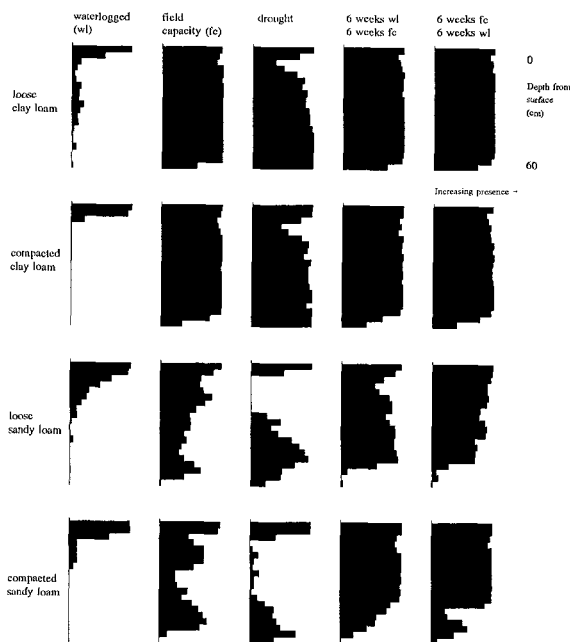 waterlogged
(wl)
field
capacity (fc)
drought
6 weeks wl
6 weeks fc
6 weeks fc
6 weeks wl
loose
clay loam
0
Depth from
surface
(cm)
60
Increasing presence →
compacted
clay loam
loose
sandy loam
compacted
sandy loam